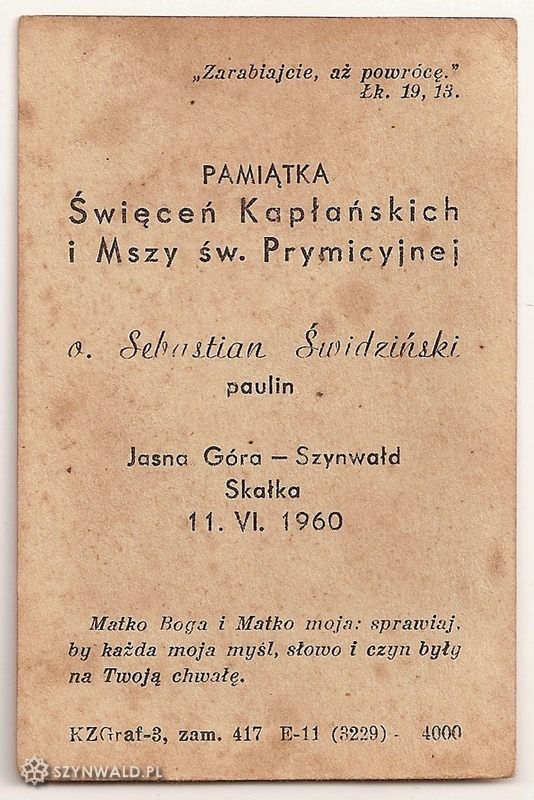 „Zarabiajcie, aż powrócę.”
Łk. 19, 13.
PAMIĄTKA
Święceń Kapłańskich
i Mszy św. Prymicyjnej
o. Sebastian Świdziński
paulin
Jasna Góra – Szynwałd
Skałka
11. VI. 1960
Matko Boga i Matko moja: sprawiaj,
by każda moja myśl, słowo i czyn były
na Twoją chwałę.
KZGraf-3, zam. 417 E-11 (3229) - 4000
SZYNWALD.PL